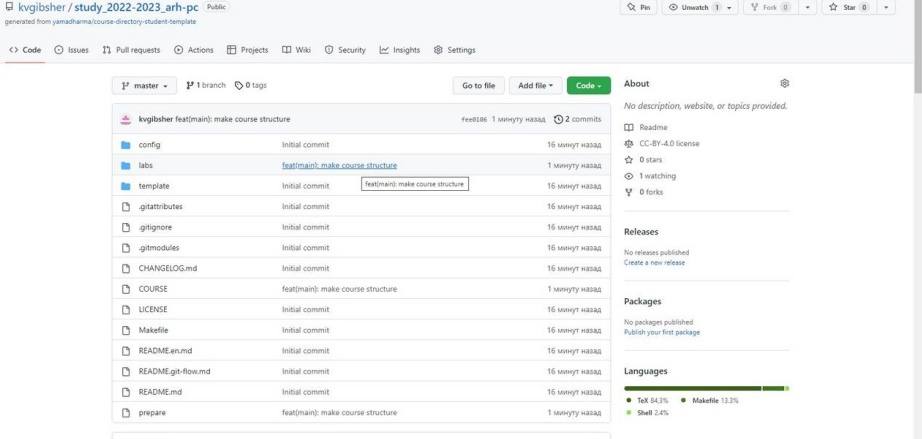 kvgibsher / study_2022-2023_arh-pc Public
generated from yamadharma/course-directory-student-template
Pin Unwatch 1 Fork 0 Star 0
Code Issues Pull requests Actions Projects Wiki Security Insights Settings
master 1 branch 0 tags Go to file Add file Code
kvgibsher feat(main): make course structure fee0106 1 минуту назад 2 commits
config Initial commit 16 минут назад
labs feat(main): make course structure 1 минуту назад
feat(main): make course structure
template Initial commit 16 минут назад
.gitattributes Initial commit 16 минут назад
.gitignore Initial commit 16 минут назад
.gitmodules Initial commit 16 минут назад
CHANGELOG.md Initial commit 16 минут назад
COURSE feat(main): make course structure 1 минуту назад
LICENSE Initial commit 16 минут назад
Makefile Initial commit 16 минут назад
README.en.md Initial commit 16 минут назад
README.git-flow.md Initial commit 16 минут назад
README.md Initial commit 16 минут назад
prepare feat(main): make course structure 1 минуту назад
About
No description, website, or topics provided.
Readme
CC-BY-4.0 license
0 stars
1 watching
0 forks
Releases
No releases published
Create a new release
Packages
No packages published
Publish your first package
Languages
TeX 84.3% Makefile 13.3%
Shell 2.4%